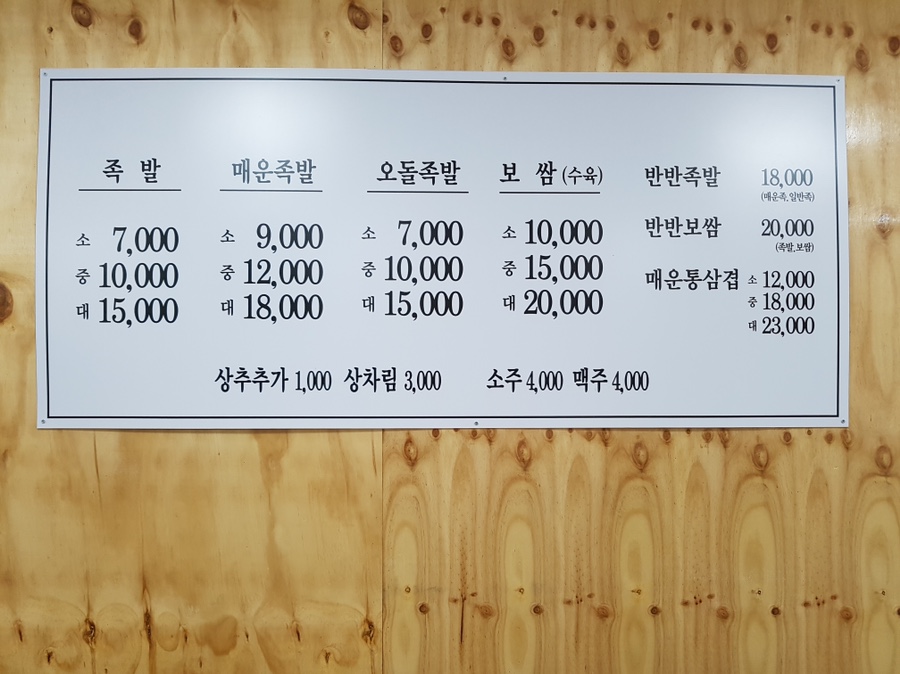 족 발
소 7,000
중 10,000
대 15,000
매운족발
소 9,000
중 12,000
대 18,000
오돌족발
소 7,000
중 10,000
대 15,000
보 쌈 (수육)
소 10,000
중 15,000
대 20,000
반반족발 18,000
(매운족,일반족)
반반보쌈 20,000
(족발,보쌈)
매운통삼겹 소 12,000
중 18,000
대 23,000
상추추가 1,000 상차림 3,000 소주 4,000 맥주 4,000